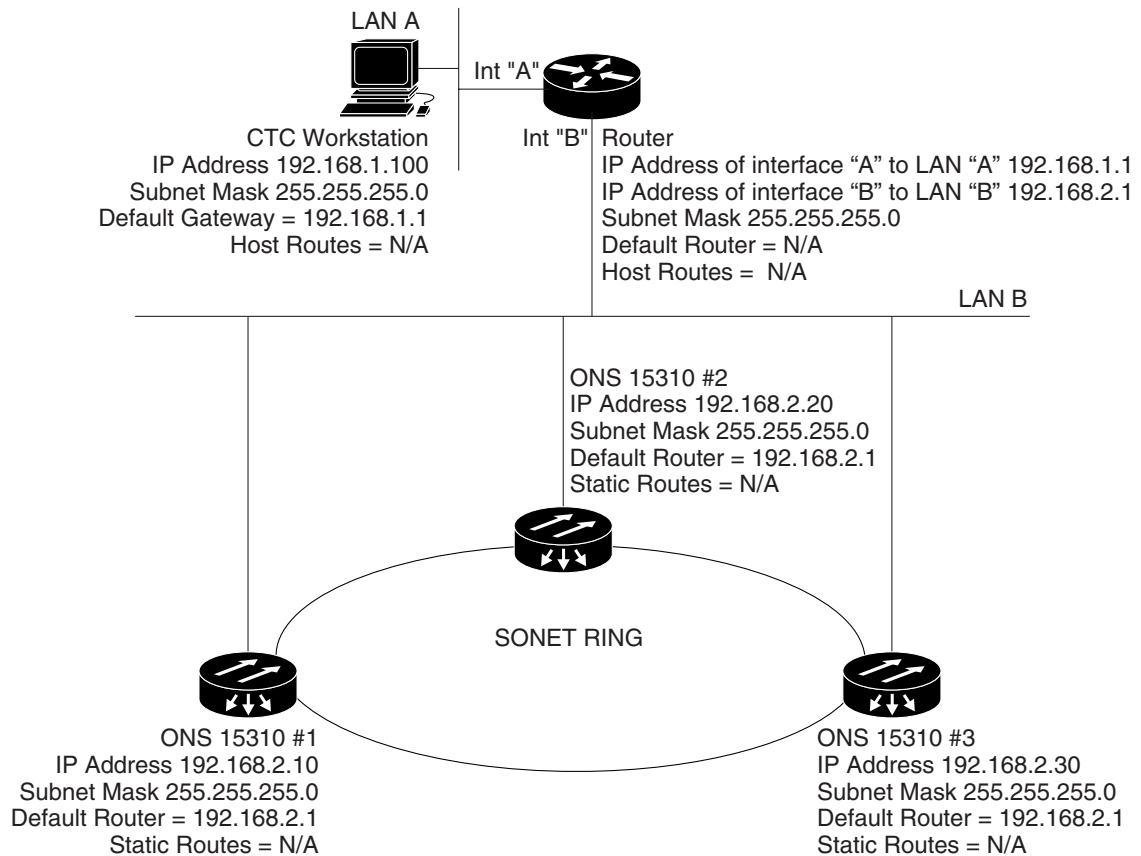 LAN A
Int "A"
CTC Workstation
IP Address 192.168.1.100
Subnet Mask 255.255.255.0
Default Gateway = 192.168.1.1
Host Routes = N/A
Int "B"
Router
IP Address of interface “A” to LAN “A” 192.168.1.1
IP Address of interface “B” to LAN “B” 192.168.2.1
Subnet Mask 255.255.255.0
Default Router = N/A
Host Routes = N/A
LAN B
ONS 15310 #2
IP Address 192.168.2.20
Subnet Mask 255.255.255.0
Default Router = 192.168.2.1
Static Routes = N/A
SONET RING
ONS 15310 #1
IP Address 192.168.2.10
Subnet Mask 255.255.255.0
Default Router = 192.168.2.1
Static Routes = N/A
ONS 15310 #3
IP Address 192.168.2.30
Subnet Mask 255.255.255.0
Default Router = 192.168.2.1
Static Routes = N/A